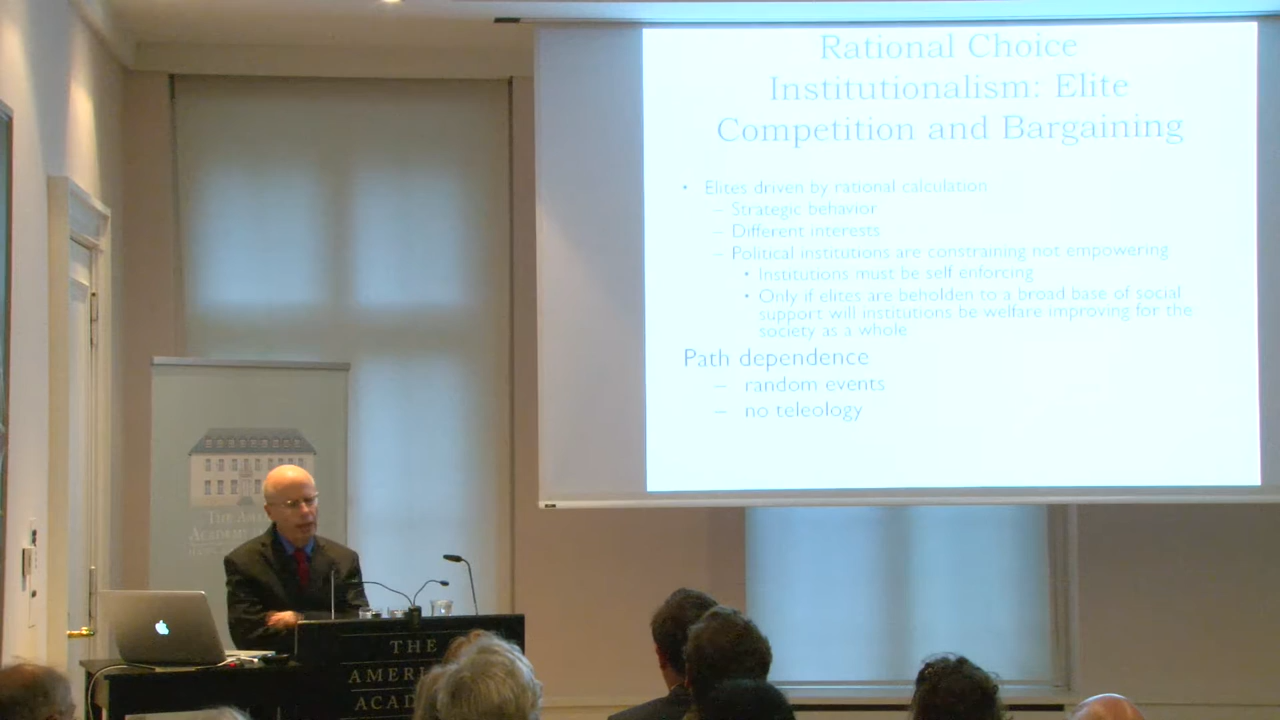 Rational Choice
Institutionalism: Elite
Competition and Bargaining
• Elites driven by rational calculation
– Strategic behavior
– Different interests
– Political institutions are constraining not empowering
• Institutions must be self enforcing
• Only if elites are beholden to a broad base of social
support will institutions be welfare improving for the
society as a whole
Path dependence
– random events
– no teleology
THE
ACADEM
THE
AMER
ACAD